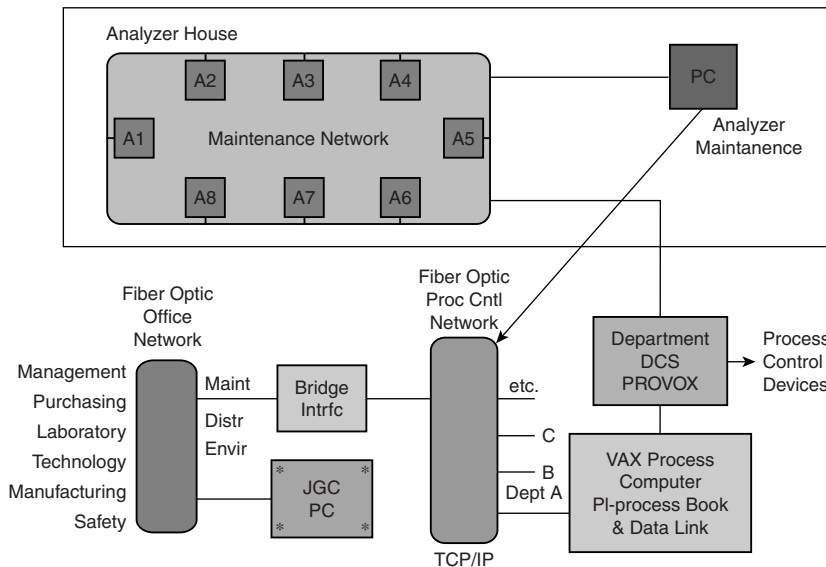 Analyzer House
A2
A3
A4
PC
A1
Maintenance Network
A5
Analyzer
Maintanence
A8
A7
A6
Fiber Optic
Office
Network
Fiber Optic
Proc Cntl
Network
Department
DCS
PROVOX
Process
Control
Devices
Management
Purchasing
Laboratory
Technology
Manufacturing
Safety
Maint
Distr
Envir
Bridge
Intrfc
etc.
C
B
Dept A
* *
JGC
PC
* *
VAX Process
Computer
PI-process Book
& Data Link
TCP/IP